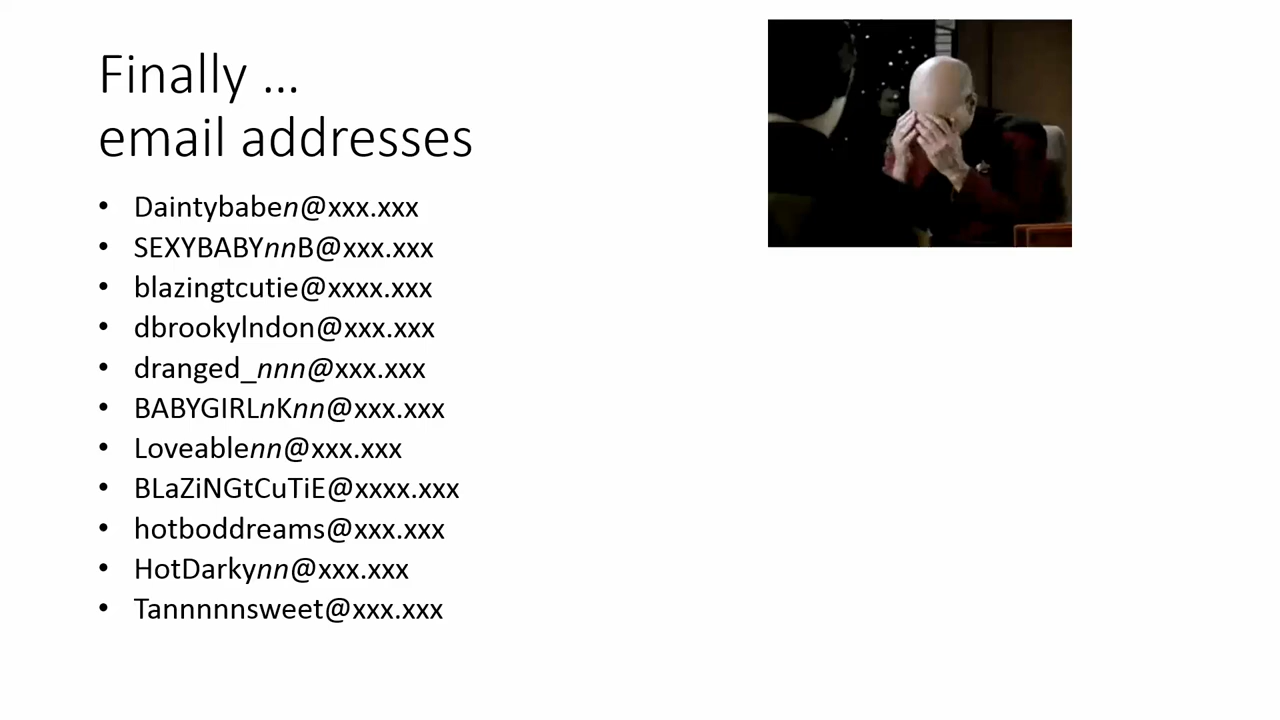 Finally ...
email addresses
• Daintybaben@xxx.xxx
• SEXYBABYnnB@xxx.xxx
• blazingtcutie@xxxx.xxx
• dbrookylndon@xxx.xxx
• dranged_nnn@xxx.xxx
• BABYGIRLnKnn@xxx.xxx
• Loveablenn@xxx.xxx
• BLaZiNGtCuTiE@xxxx.xxx
• hotboddreams@xxx.xxx
• HotDarkynn@xxx.xxx
• Tannnnnsweet@xxx.xxx